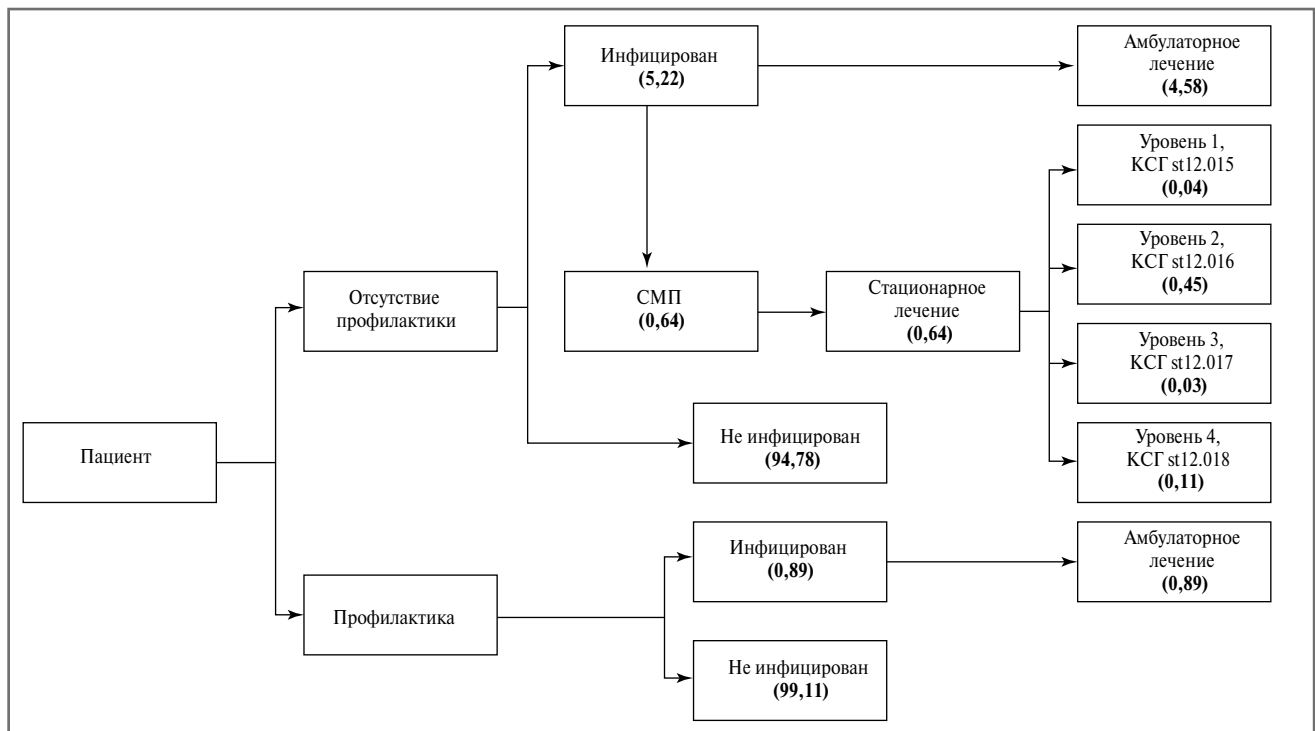 Инфицирован
(5,22)
Амбулаторное
лечение
(4,58)
Уровень 1,
КСГ st12.015
(0,04)
Уровень 2,
КСГ st12.016
(0,45)
Отсутствие
профилактики
СМП
(0,64)
Стационарное
лечение
(0,64)
Уровень 3,
КСГ st12.017
(0,03)
Пациент
Не инфицирован
(94,78)
Уровень 4,
КСГ st12.018
(0,11)
Инфицирован
(0,89)
Амбулаторное
лечение
(0,89)
Профилактика
Не инфицирован
(99,11)